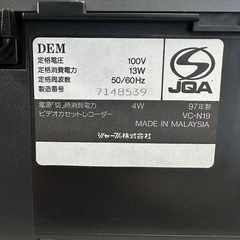 DEM
定格電圧 100V
定格消費電力 13W
定格周波数 50/60Hz
製造番号 7148539
電源「切」時消費電力 4W
ビデオカセットレコーダー
シャープ株式会社
JQA
97年製
VC-N19
MADE IN MALAYSIA